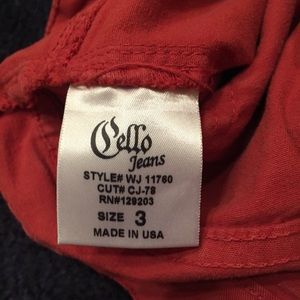 Cello
Jeans
STYLE# WJ 11760
CUT# CJ-78
RN#129203
SIZE 3
MADE IN USA